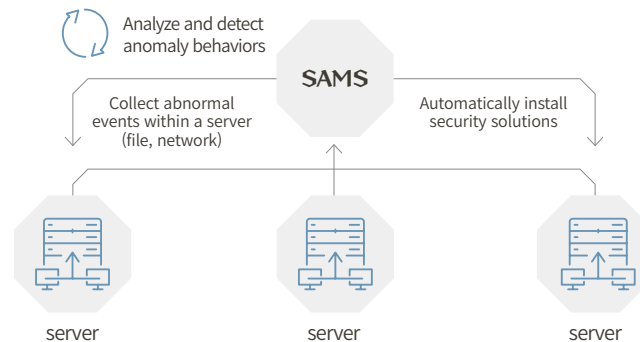 Analyze and detect
anomaly behaviors
SAMS
Collect abnormal
events within a server
(file, network)
Automatically install
security solutions
server
server
server